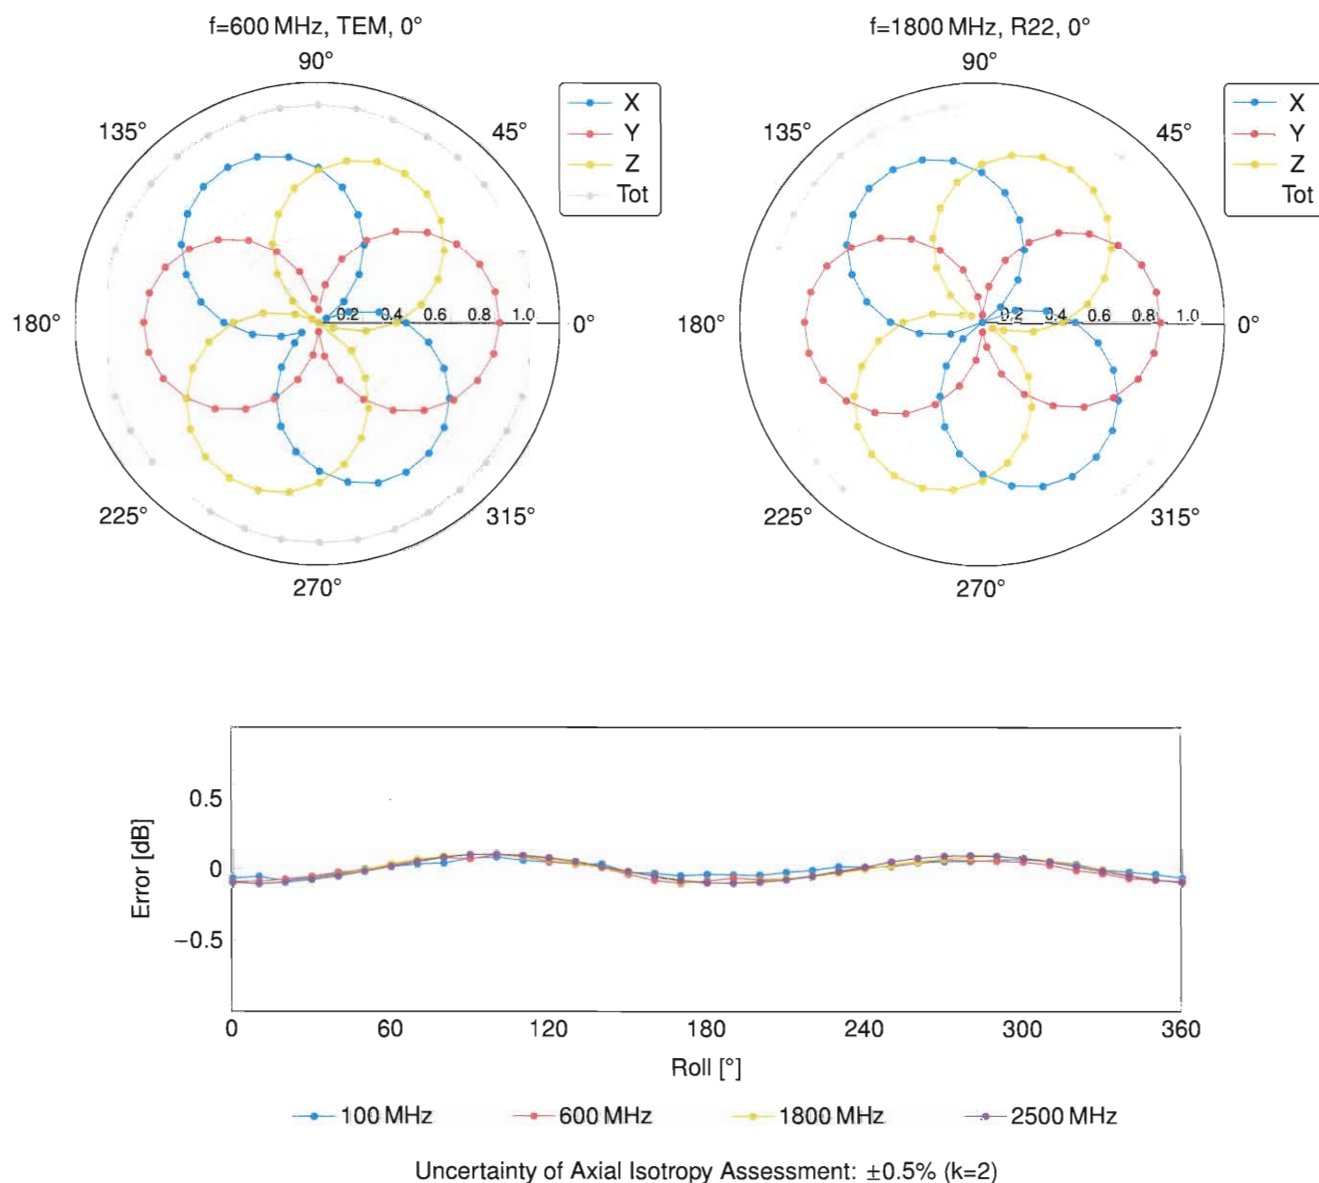 f=600 MHz, TEM, 0°
90°
135°
45°
X
Y
Z
Tot
180°
0.2 0.4 0.6 0.8 1.0
0°
225°
315°
270°
f=1800 MHz, R22, 0°
90°
135°
45°
X
Y
Z
Tot
180°
0.2 0.4 0.6 0.8 1.0
0°
225°
315°
270°
Error [dB]
0.5
0
−0.5
0 60 120 180 240 300 360
Roll [°]
100 MHz 600 MHz 1800 MHz 2500 MHz
Uncertainty of Axial Isotropy Assessment: ±0.5% (k=2)